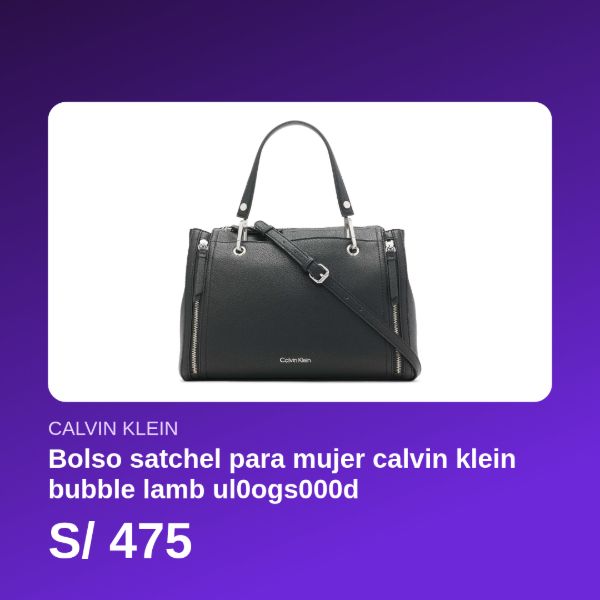 Calvin Klein
CALVIN KLEIN
Bolso satchel para mujer calvin klein
bubble lamb ul0ogs000d
S/ 475